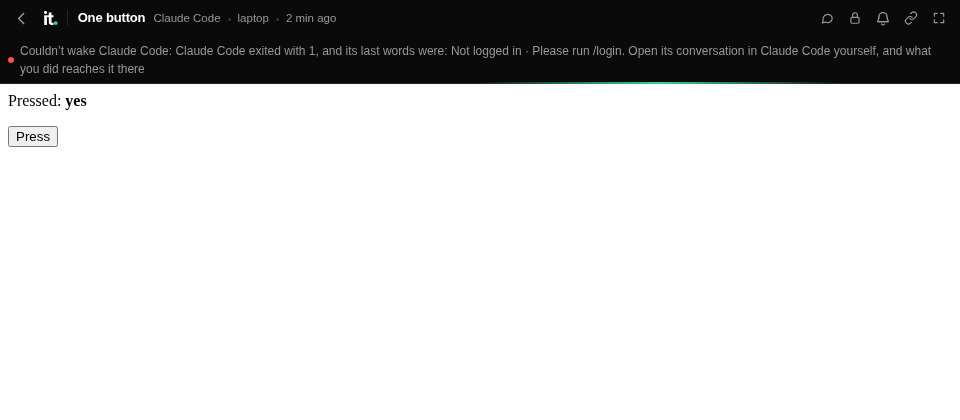 it. One button Claude Code • laptop • 2 min ago
Couldn't wake Claude Code: Claude Code exited with 1, and its last words were: Not logged in · Please run /login. Open its conversation in Claude Code yourself, and what
you did reaches it there
Pressed: yes
Press